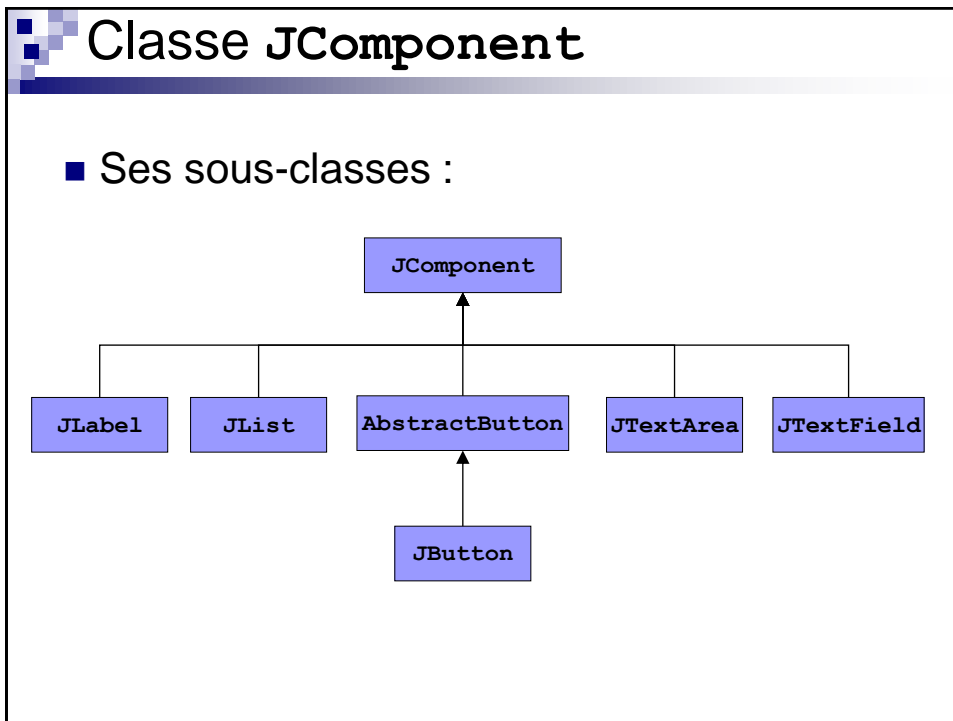 Classe JComponent
Ses sous-classes :
JComponent
JLabel JList AbstractButton JTextArea JTextField
JButton